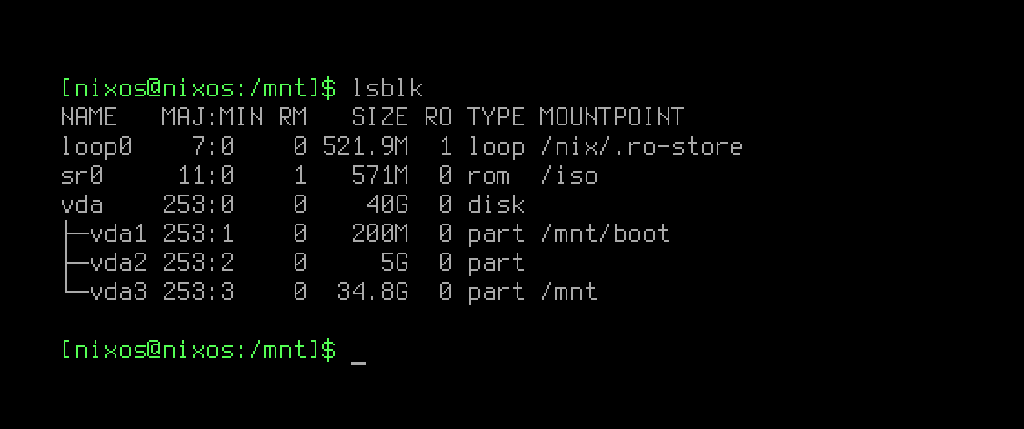 [nixos@nixos:/mnt]$ lsblk
NAME   MAJ:MIN RM   SIZE RO TYPE MOUNTPOINT
loop0    7:0    0 521.9M  1 loop /nix/.ro-store
sr0     11:0    1   571M  0 rom  /iso
vda    253:0    0    40G  0 disk
├─vda1 253:1    0   200M  0 part /mnt/boot
├─vda2 253:2    0     5G  0 part
└─vda3 253:3    0  34.8G  0 part /mnt
[nixos@nixos:/mnt]$ _